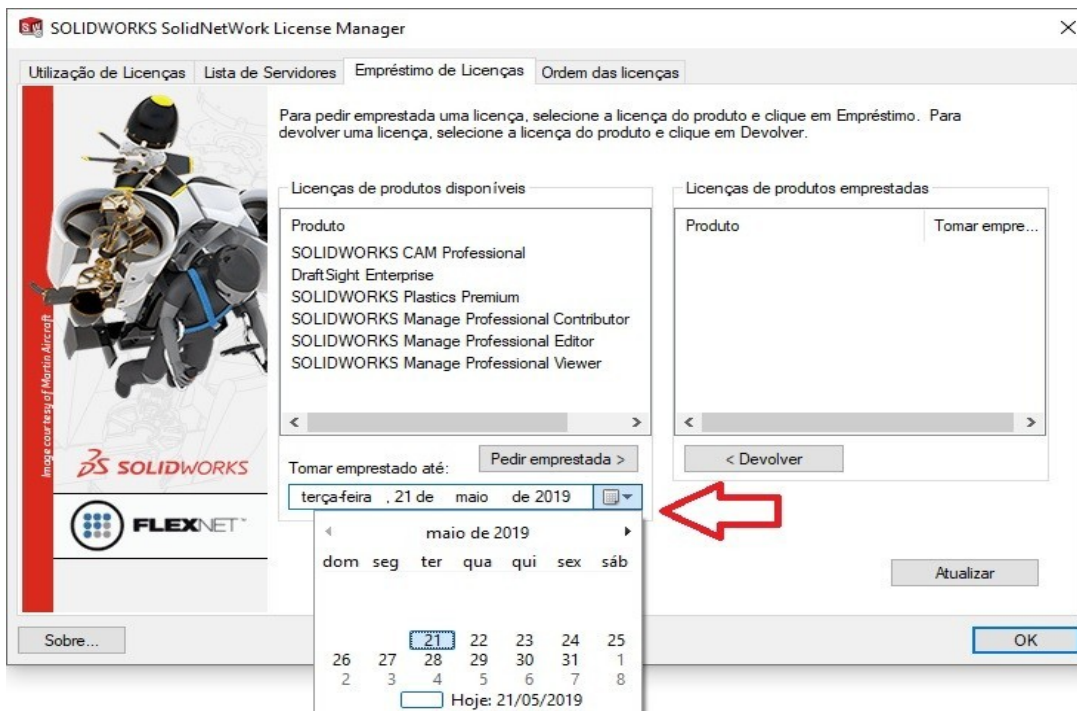 SOLIDWORKS SolidNetWork License Manager
Utilização de Licenças Lista de Servidores Empréstimo de Licenças Ordem das licenças
Para pedir emprestada uma licença, selecione a licença do produto e clique em Empréstimo. Para
devolver uma licença, selecione a licença do produto e clique em Devolver.
Licenças de produtos disponíveis
Produto
SOLIDWORKS CAM Professional
DraftSight Enterprise
SOLIDWORKS Plastics Premium
SOLIDWORKS Manage Professional Contributor
SOLIDWORKS Manage Professional Editor
SOLIDWORKS Manage Professional Viewer
Licenças de produtos emprestadas
Produto Tomar empre...
Tomar emprestado até: Pedir emprestada >
< Devolver
terça-feira , 21 de maio de 2019
maio de 2019
dom seg ter qua qui sex sáb
21 22 23 24 25
26 27 28 29 30 31 1
2 3 4 5 6 7 8
Hoje: 21/05/2019
Atualizar
Sobre...
OK
Image courtesy of Martin Aircraft
SOLIDWORKS
FLEXNET